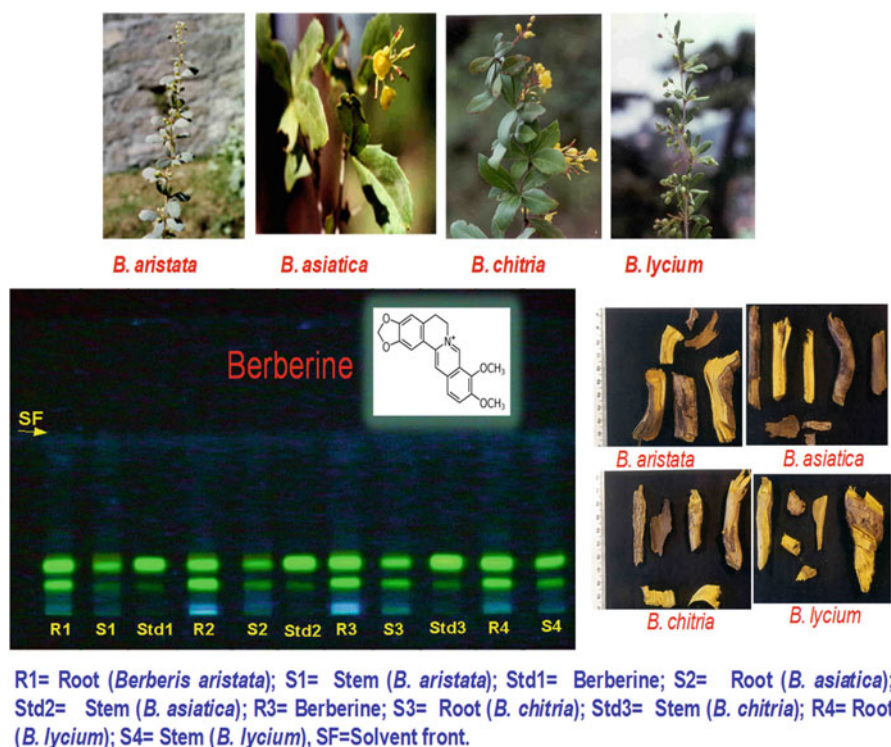 B. aristata
B. asiatica
B. chitria
B. lycium
Berberine
O
O
N+
OCH3
OCH3
SF
R1 S1 Std1 R2 S2 Std2 R3 S3 Std3 R4 S4
B. aristata
B. asiatica
B. chitria
B. lycium
R1= Root (Berberis aristata); S1= Stem (B. aristata); Std1= Berberine; S2= Root (B. asiatica);
Std2= Stem (B. asiatica); R3= Berberine; S3= Root (B. chitria); Std3= Stem (B. chitria); R4= Root
(B. lycium); S4= Stem (B. lycium), SF=Solvent front.